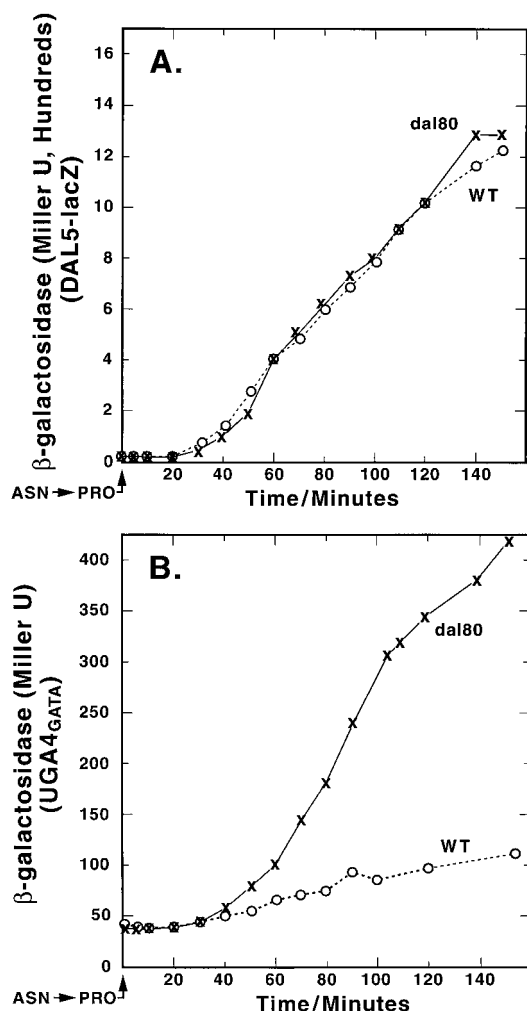 A.
16
14
12
10
8
6
4
2
0
β-galactosidase (Miller U, Hundreds)
(DAL5-lacZ)
dal80
WT
20 40 60 80 100 120 140
ASN → PRO
Time/Minutes
B.
400
350
300
250
200
150
100
50
0
β-galactosidase (Miller U)
(UGA4GATA)
dal80
WT
20 40 60 80 100 120 140
ASN → PRO
Time/Minutes